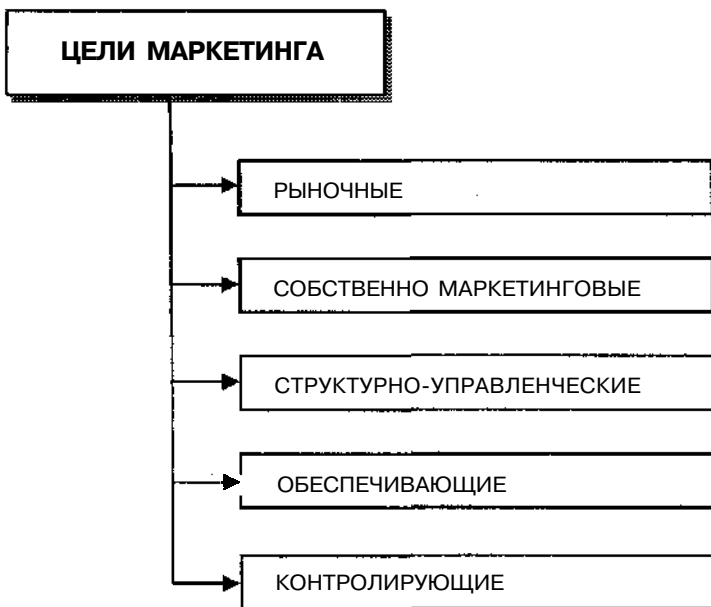 ЦЕЛИ МАРКЕТИНГА
РЫНОЧНЫЕ
СОБСТВЕННО МАРКЕТИНГОВЫЕ
СТРУКТУРНО-УПРАВЛЕНЧЕСКИЕ
ОБЕСПЕЧИВАЮЩИЕ
КОНТРОЛИРУЮЩИЕ